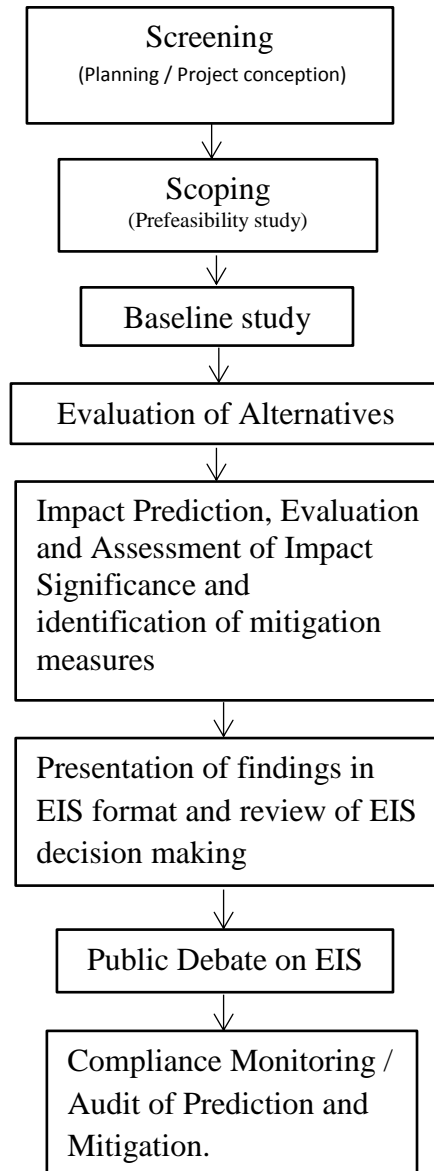 Screening
(Planning / Project conception)
Scoping
(Prefeasibility study)
Baseline study
Evaluation of Alternatives
Impact Prediction, Evaluation
and Assessment of Impact
Significance and
identification of mitigation
measures
Presentation of findings in
EIS format and review of EIS
decision making
Public Debate on EIS
Compliance Monitoring /
Audit of Prediction and
Mitigation.